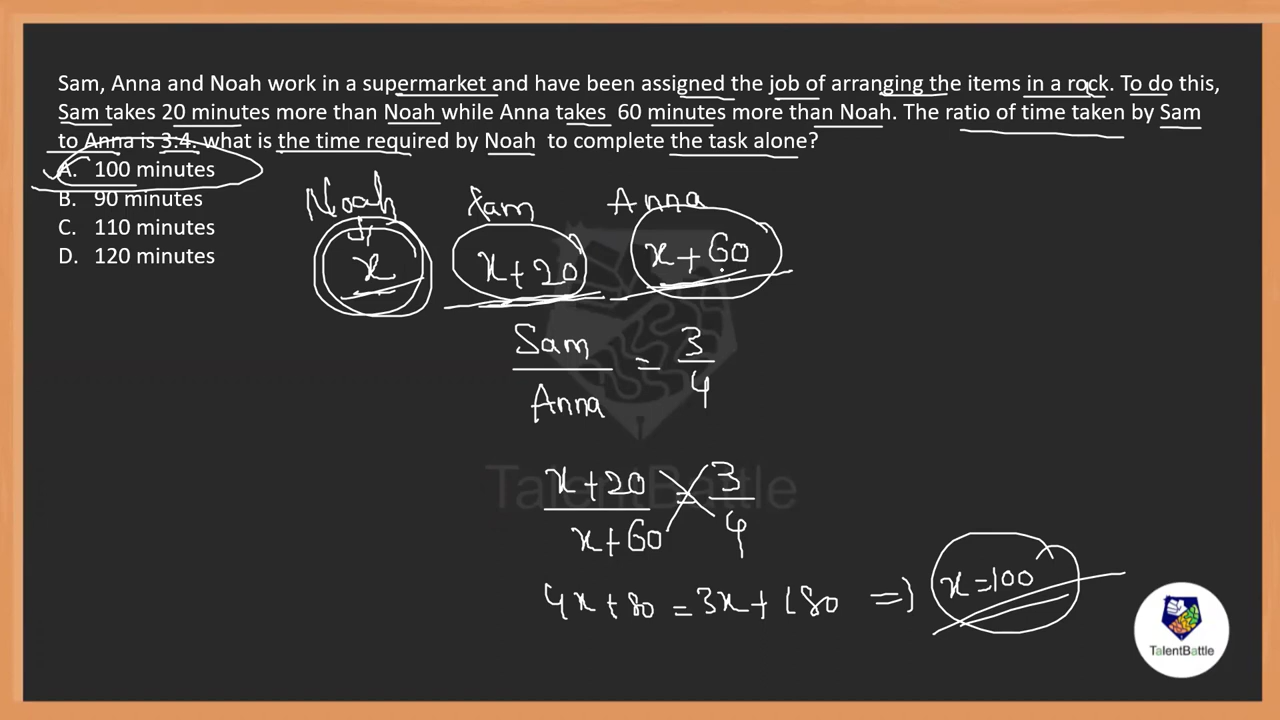 Sam, Anna and Noah work in a supermarket and have been assigned the job of arranging the items in a rock. To do this,
Sam takes 20 minutes more than Noah while Anna takes 60 minutes more than Noah. The ratio of time taken by Sam
to Anna is 3:4. what is the time required by Noah to complete the task alone?
A. 100 minutes
B. 90 minutes
C. 110 minutes
D. 120 minutes
Noah Sam Anna
x x+20 x+60
Sam/Anna = 3/4
TalentBattle
x+20/x+60 = 3/4
4x+80 = 3x+180 => x=100
TalentBattle